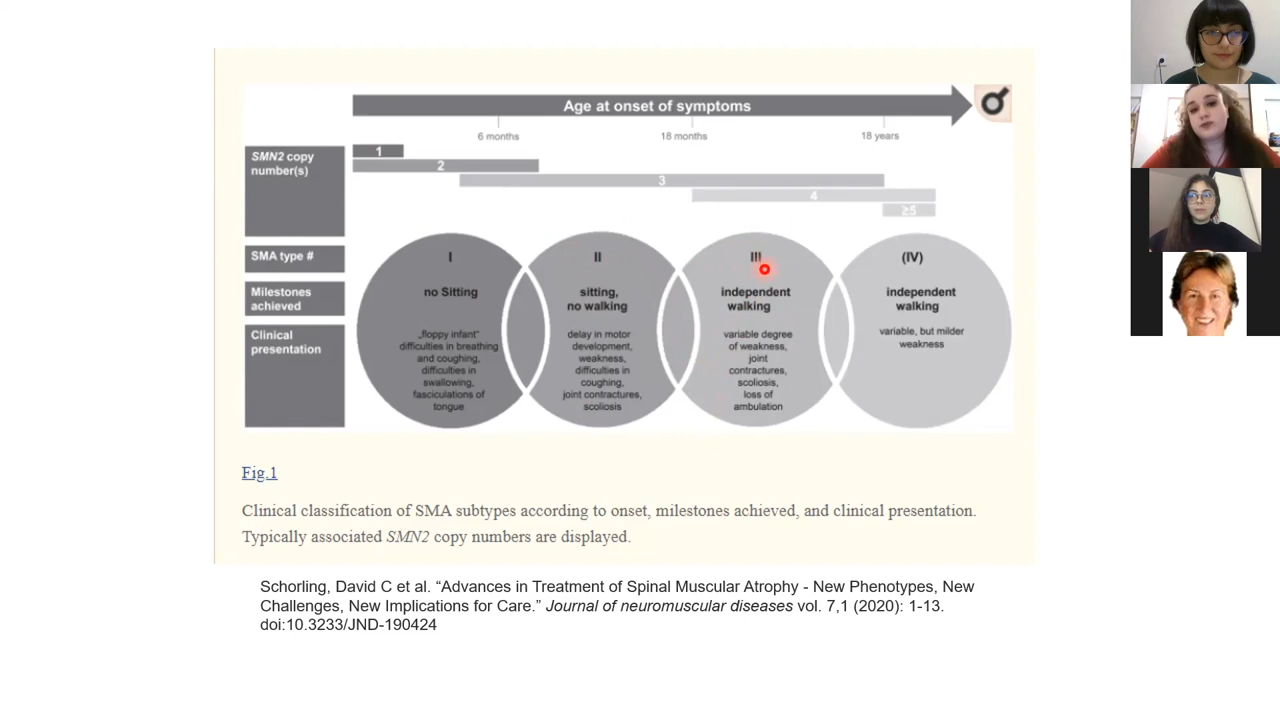 Age at onset of symptoms
6 months
18 months
18 years
SMN2 copy
number(s)
1
2
3
4
≥5
SMA type #
I
II
III
(IV)
Milestones
achieved
no Sitting
sitting,
no walking
independent
walking
independent
walking
Clinical
presentation
„floppy infant“
difficulties in breathing
and coughing,
difficulties in
swallowing,
fasciculations of
tongue
delay in motor
development,
weakness,
difficulties in
coughing,
joint contractures,
scoliosis
variable degree
of weakness,
joint
contractures,
scoliosis,
loss of
ambulation
variable, but milder
weakness
Fig.1
Clinical classification of SMA subtypes according to onset, milestones achieved, and clinical presentation.
Typically associated SMN2 copy numbers are displayed.
Schorling, David C et al. “Advances in Treatment of Spinal Muscular Atrophy - New Phenotypes, New
Challenges, New Implications for Care.” Journal of neuromuscular diseases vol. 7,1 (2020): 1-13.
doi:10.3233/JND-190424